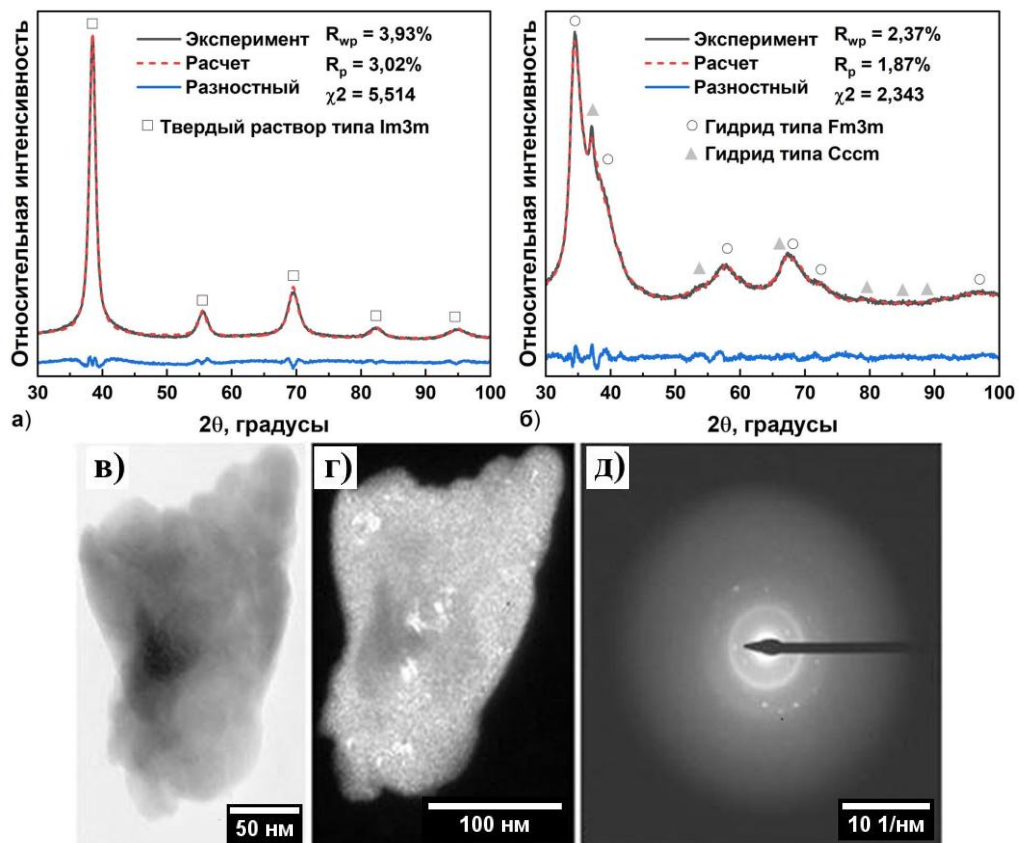 Относительная интенсивность
Эксперимент
Расчет
Разностный
R_wp = 3,93%
R_p = 3,02%
χ2 = 5,514
□ Твердый раствор типа Im3m
30 40 50 60 70 80 90 100
а)
2θ, градусы
Относительная интенсивность
Эксперимент
Расчет
Разностный
R_wp = 2,37%
R_p = 1,87%
χ2 = 2,343
○ Гидрид типа Fm3m
▲ Гидрид типа Cccm
30 40 50 60 70 80 90 100
б)
2θ, градусы
в)
50 нм
г)
100 нм
д)
10 1/нм